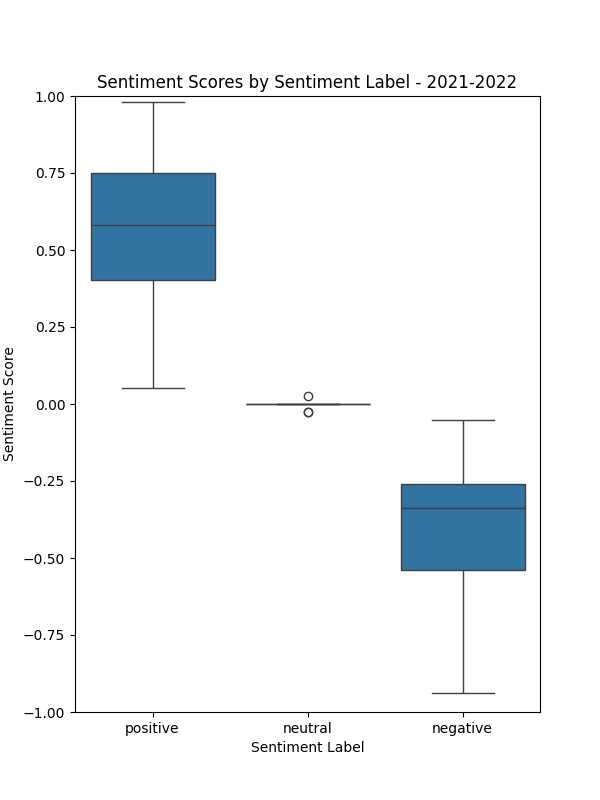 Sentiment Scores by Sentiment Label - 2021-2022
1.00
0.75
0.50
0.25
0.00
−0.25
−0.50
−0.75
−1.00
Sentiment Score
positive neutral negative
Sentiment Label